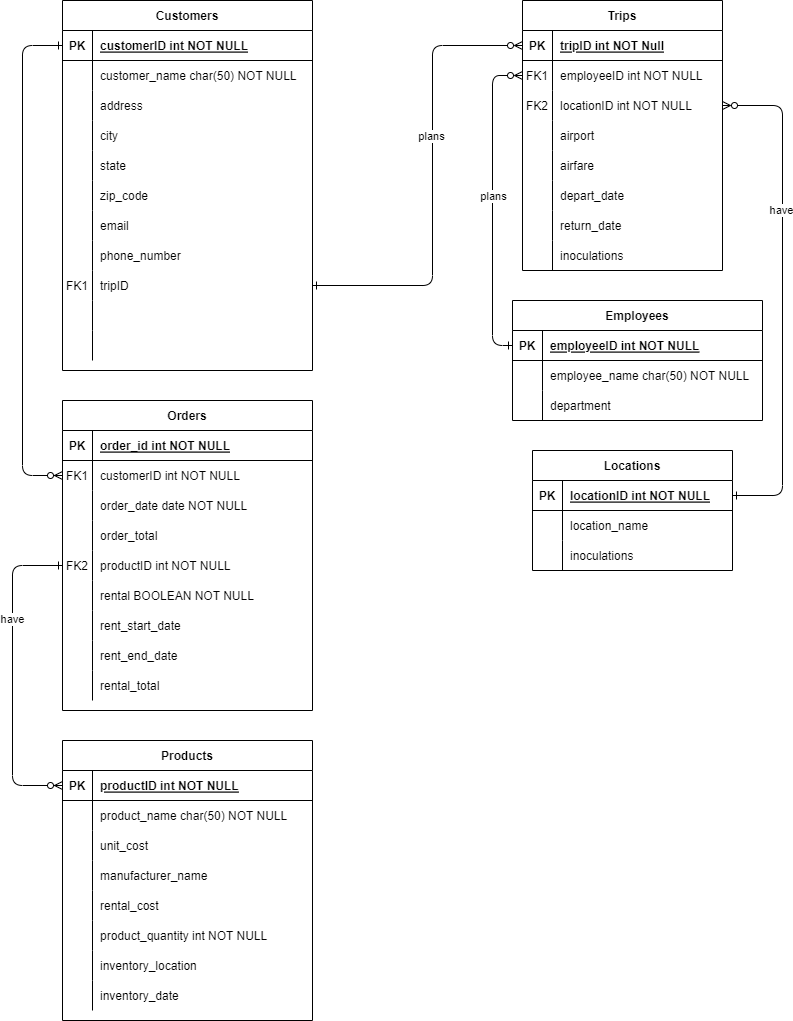 Customers
PK customerID int NOT NULL
customer_name char(50) NOT NULL
address
city
state
zip_code
email
phone_number
FK1 tripID
Orders
PK order_id int NOT NULL
FK1 customerID int NOT NULL
order_date date NOT NULL
order_total
FK2 productID int NOT NULL
rental BOOLEAN NOT NULL
rent_start_date
rent_end_date
rental_total
have
Products
PK productID int NOT NULL
product_name char(50) NOT NULL
unit_cost
manufacturer_name
rental_cost
product_quantity int NOT NULL
inventory_location
inventory_date
plans
Trips
PK tripID int NOT Null
FK1 employeeID int NOT NULL
FK2 locationID int NOT NULL
airport
airfare
depart_date
return_date
inoculations
plans
have
Employees
PK employeeID int NOT NULL
employee_name char(50) NOT NULL
department
Locations
PK locationID int NOT NULL
location_name
inoculations